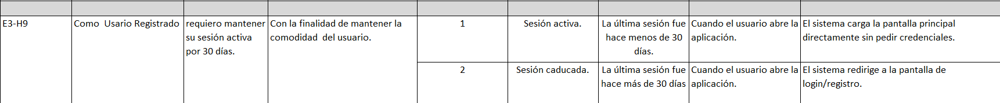 E3-H9
Como  Usario Registrado
requiero mantener
su sesión activa
por 30 días.
Con la finalidad de mantener la
comodidad  del usuario.
1
Sesión activa.
La última sesión fue
hace menos de 30
días.
Cuando el usuario abre la
aplicación.
El sistema carga la pantalla principal
directamente sin pedir credenciales.
2
Sesión caducada.
La última sesión fue
hace más de 30 días
Cuando el usuario abre la
aplicación.
El sistema redirige a la pantalla de
login/registro.